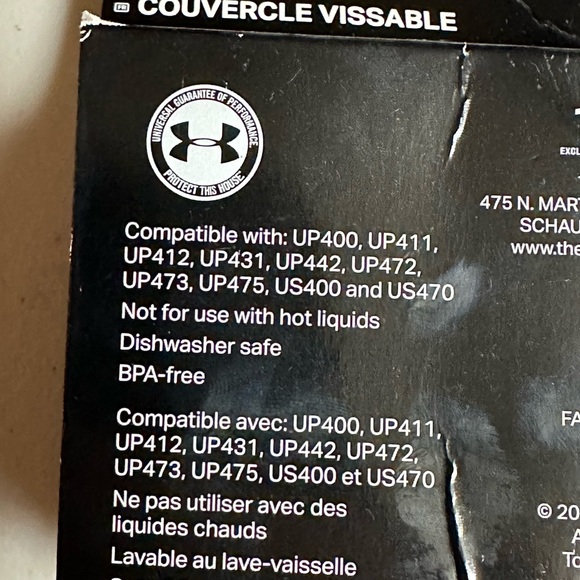 FR COUVERCLE VISSABLE
UNIVERSAL GUARANTEE OF PERFORMANCE
PROTECT THIS HOUSE
Compatible with: UP400, UP411,
UP412, UP431, UP442, UP472,
UP473, UP475, US400 and US470
Not for use with hot liquids
Dishwasher safe
BPA-free
Compatible avec: UP400, UP411,
UP412, UP431, UP442, UP472,
UP473, UP475, US400 et US470
Ne pas utiliser avec des
liquides chauds
Lavable au lave-vaisselle
475 N.
www.the
© 20